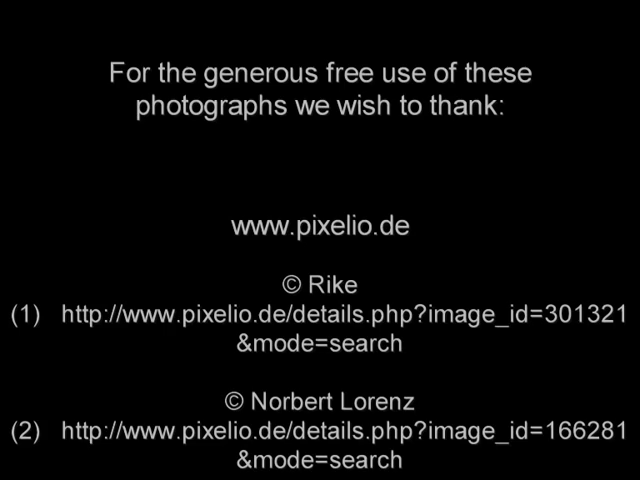 For the generous free use of these
photographs we wish to thank:
www.pixelio.de
© Rike
(1) http://www.pixelio.de/details.php?image_id=301321
&mode=search
© Norbert Lorenz
(2) http://www.pixelio.de/details.php?image_id=166281
&mode=search